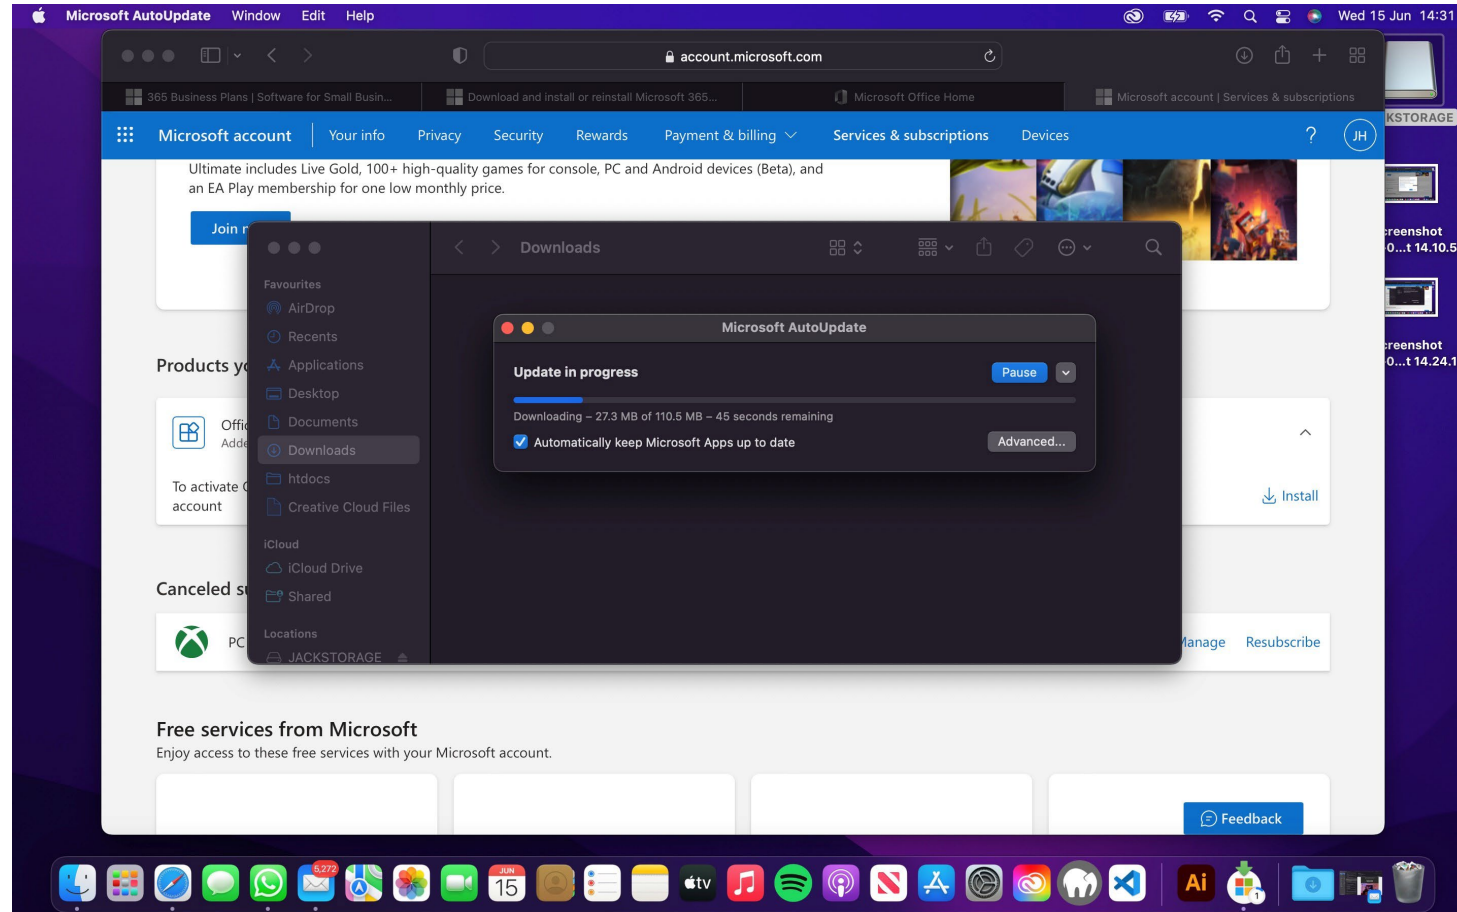 Microsoft AutoUpdate Window Edit Help
Wed 15 Jun 14:31
account.microsoft.com
365 Business Plans | Software for Small Busin...
Download and install or reinstall Microsoft 365...
Microsoft Office Home
Microsoft account | Services & subscriptions
Microsoft account
Your info
Privacy
Security
Rewards
Payment & billing
Services & subscriptions
Devices
?
JH
KSTORAGE
Ultimate includes Live Gold, 100+ high-quality games for console, PC and Android devices (Beta), and
an EA Play membership for one low monthly price.
Join
reenshot
0...t 14.10.5
reenshot
0...t 14.24.1
Downloads
Favourites
AirDrop
Recents
Applications
Desktop
Documents
Downloads
htdocs
Creative Cloud Files
iCloud
iCloud Drive
Shared
Locations
JACKSTORAGE
Microsoft AutoUpdate
Update in progress
Pause
Downloading – 27.3 MB of 110.5 MB – 45 seconds remaining
Automatically keep Microsoft Apps up to date
Advanced...
Products
Offic
Adde
To activate
account
Install
Canceled
PC
Manage
Resubscribe
Free services from Microsoft
Enjoy access to these free services with your Microsoft account.
Feedback
5,272
JUN
15
tv
Ai
1